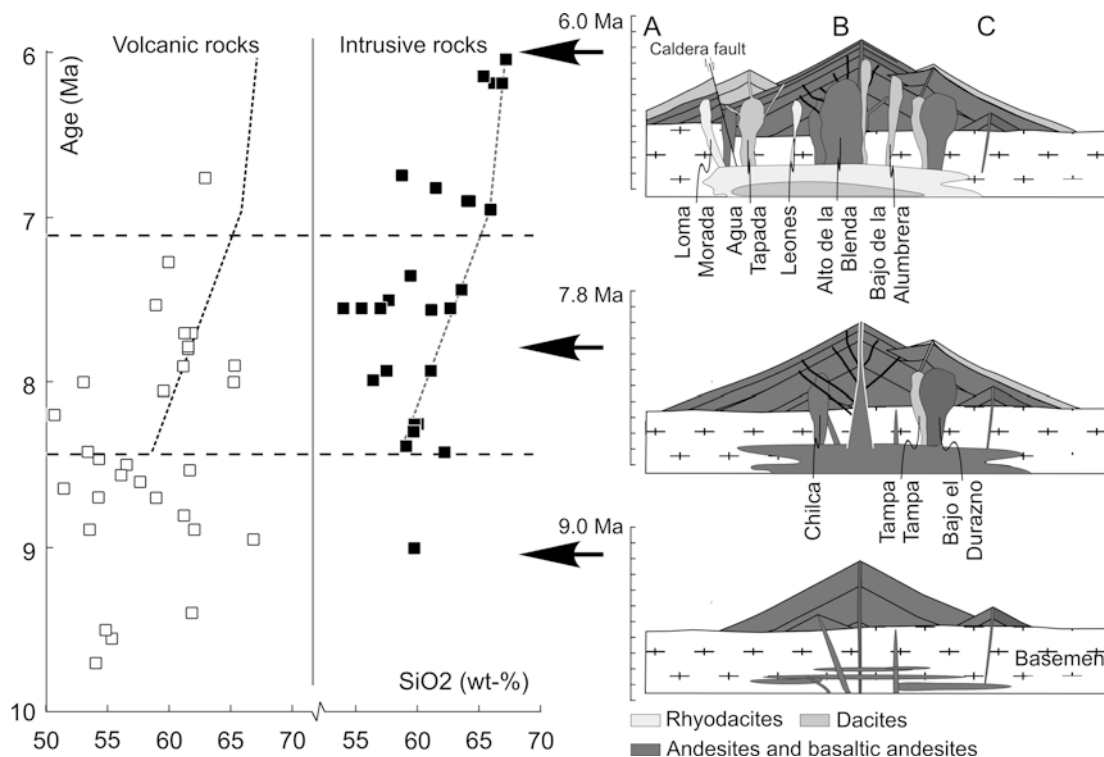 Volcanic rocks
Intrusive rocks
Age (Ma)
6
7
8
9
10
50
55
60
65
70
55
60
65
70
SiO2 (wt-%)
6.0 Ma
7.8 Ma
9.0 Ma
A
B
C
Caldera fault
Loma
Morada
Agua
Tapada
Leones
Alto de la
Blenda
Bajo de la
Alumbrera
Chilca
Tampa
Tampa
Bajo el
Durazno
Basemen
Rhyodacites
Dacites
Andesites and basaltic andesites